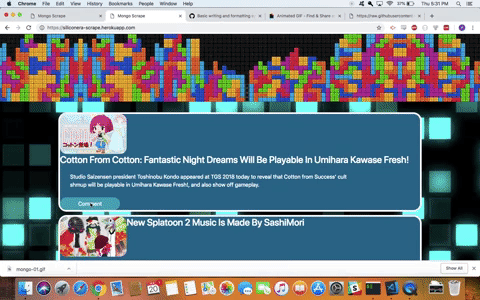 Chrome File Edit View History Bookmarks People Window Help 37% Thu 5:31 PM
Mongo Scrape Mongo Scrape Basic writing and formatting Animated GIF - Find & Share https://raw.githubusercontent
https://siliconera-scrape.herokuapp.com
Cotton From Cotton: Fantastic Night Dreams Will Be Playable In Umihara Kawase Fresh!
Studio Saizensen president Toshinobu Kondo appeared at TGS 2018 today to reveal that Cotton from Success' cult
shmup will be playable in Umihara Kawase Fresh!, and also show off gameplay.
Comment
New Splatoon 2 Music Is Made By SashiMori
mongo-01.gif Show All